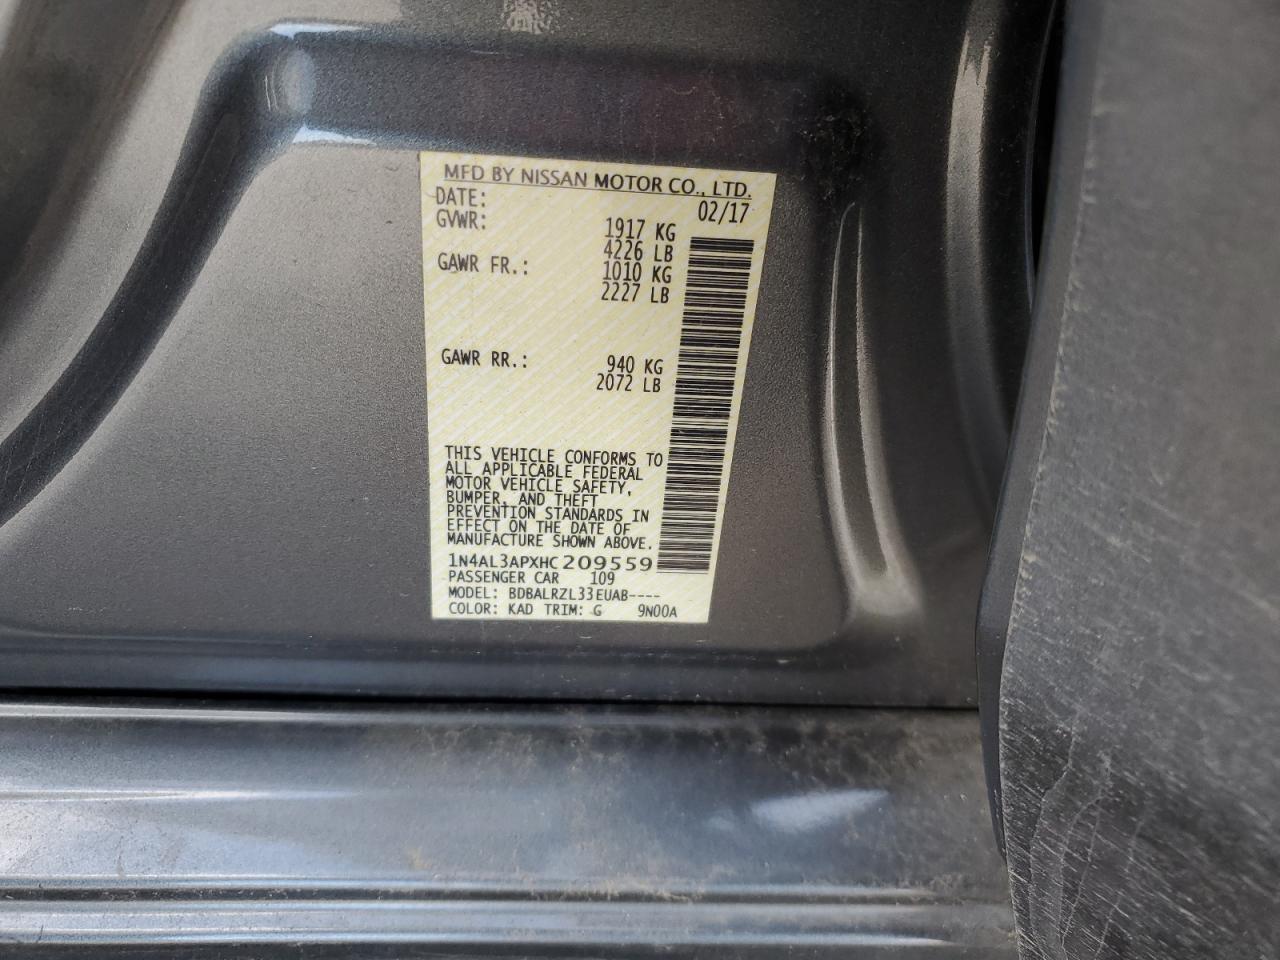 MFD BY NISSAN MOTOR CO., LTD.
DATE: 02/17
GVWR: 1917 KG
4226 LB
GAWR FR.: 1010 KG
2227 LB
GAWR RR.: 940 KG
2072 LB
THIS VEHICLE CONFORMS TO
ALL APPLICABLE FEDERAL
MOTOR VEHICLE SAFETY,
BUMPER, AND THEFT
PREVENTION STANDARDS IN
EFFECT ON THE DATE OF
MANUFACTURE SHOWN ABOVE.
1N4AL3APXHC209559
PASSENGER CAR 109
MODEL: BDBALRZL33EUAB----
COLOR: KAD TRIM: G 9N00A